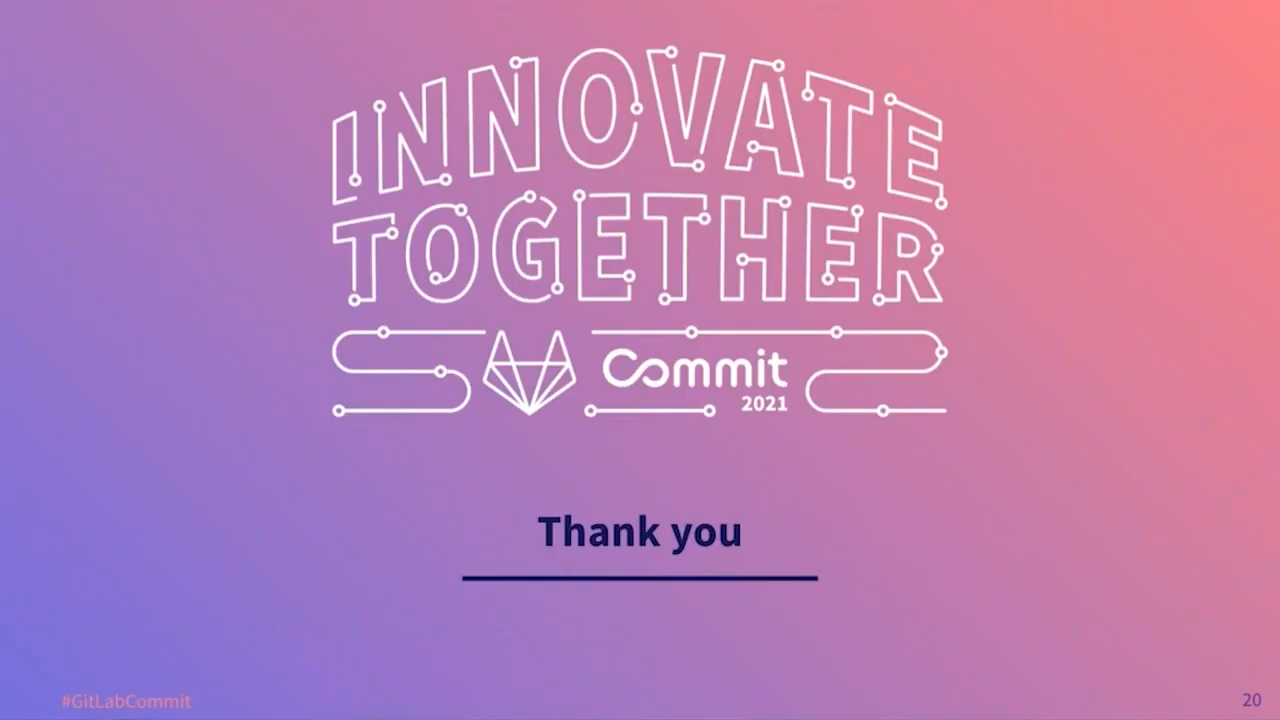 INNOVATE
TOGETHER
Commit
2021
Thank you
#GitLabCommit
20